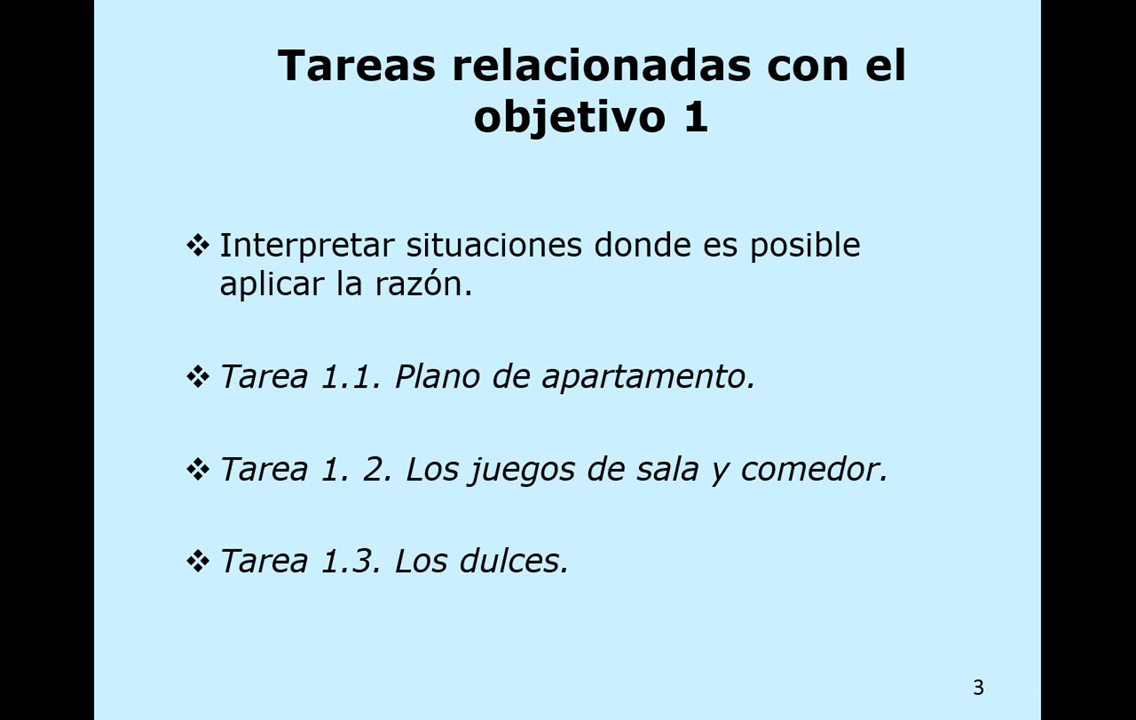 Tareas relacionadas con el
objetivo 1
❖ Interpretar situaciones donde es posible
aplicar la razón.
❖ Tarea 1.1. Plano de apartamento.
❖ Tarea 1. 2. Los juegos de sala y comedor.
❖ Tarea 1.3. Los dulces.
3